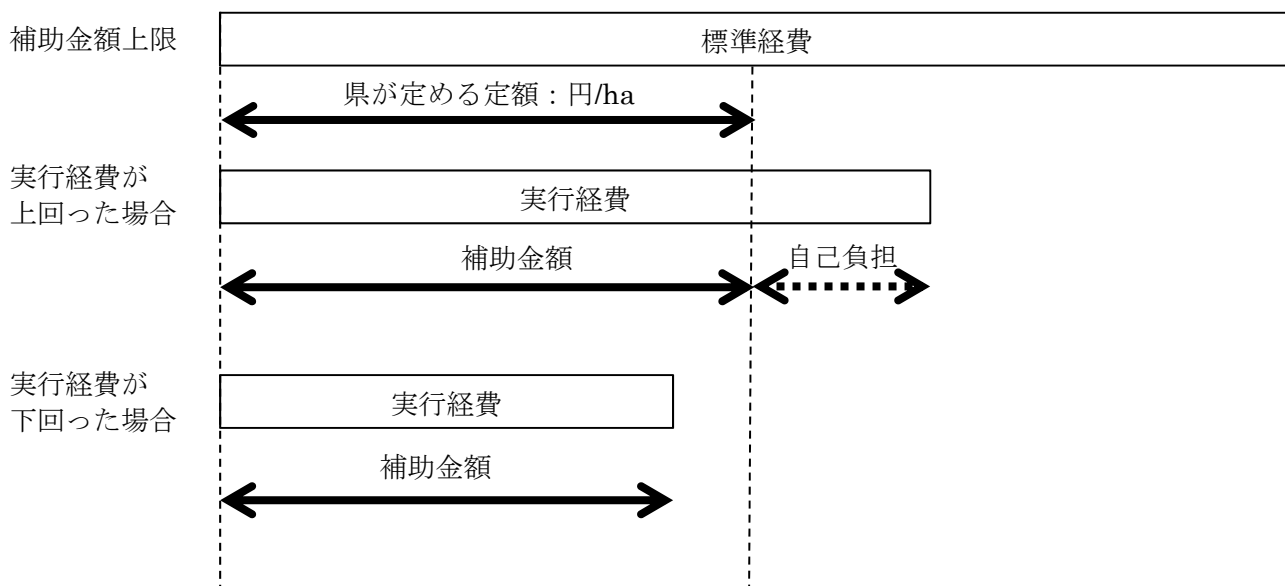 補助金額上限
標準経費
県が定める定額：円/ha
実行経費が
上回った場合
実行経費
補助金額
自己負担
実行経費が
下回った場合
実行経費
補助金額